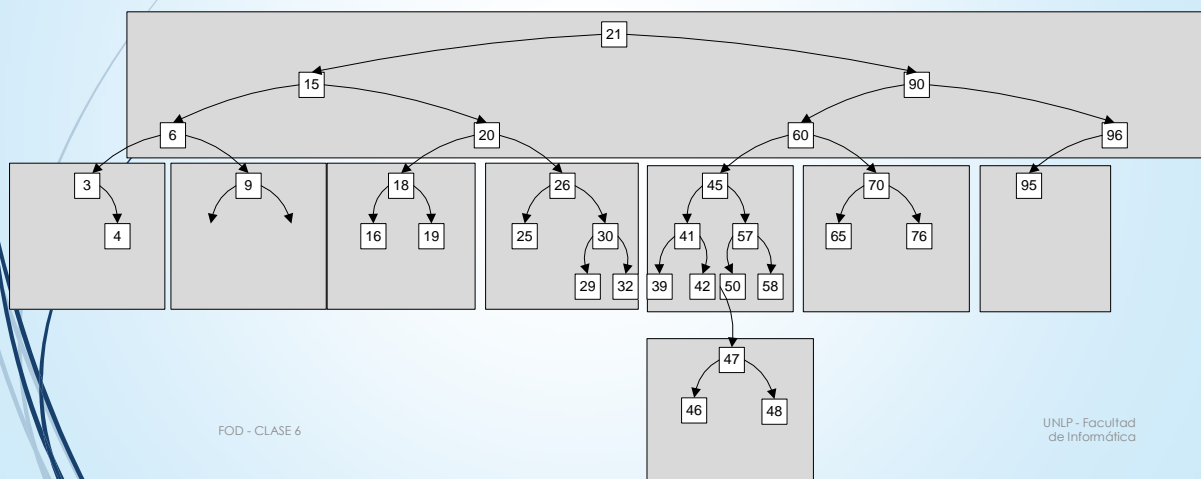 21
15 90
6 20 60 96
3 9 18 26 45 70 95
4 16 19 25 30 41 57 65 76
29 32 39 42 50 58
47
46 48
FOD - CLASE 6
UNLP - Facultad
de Informática